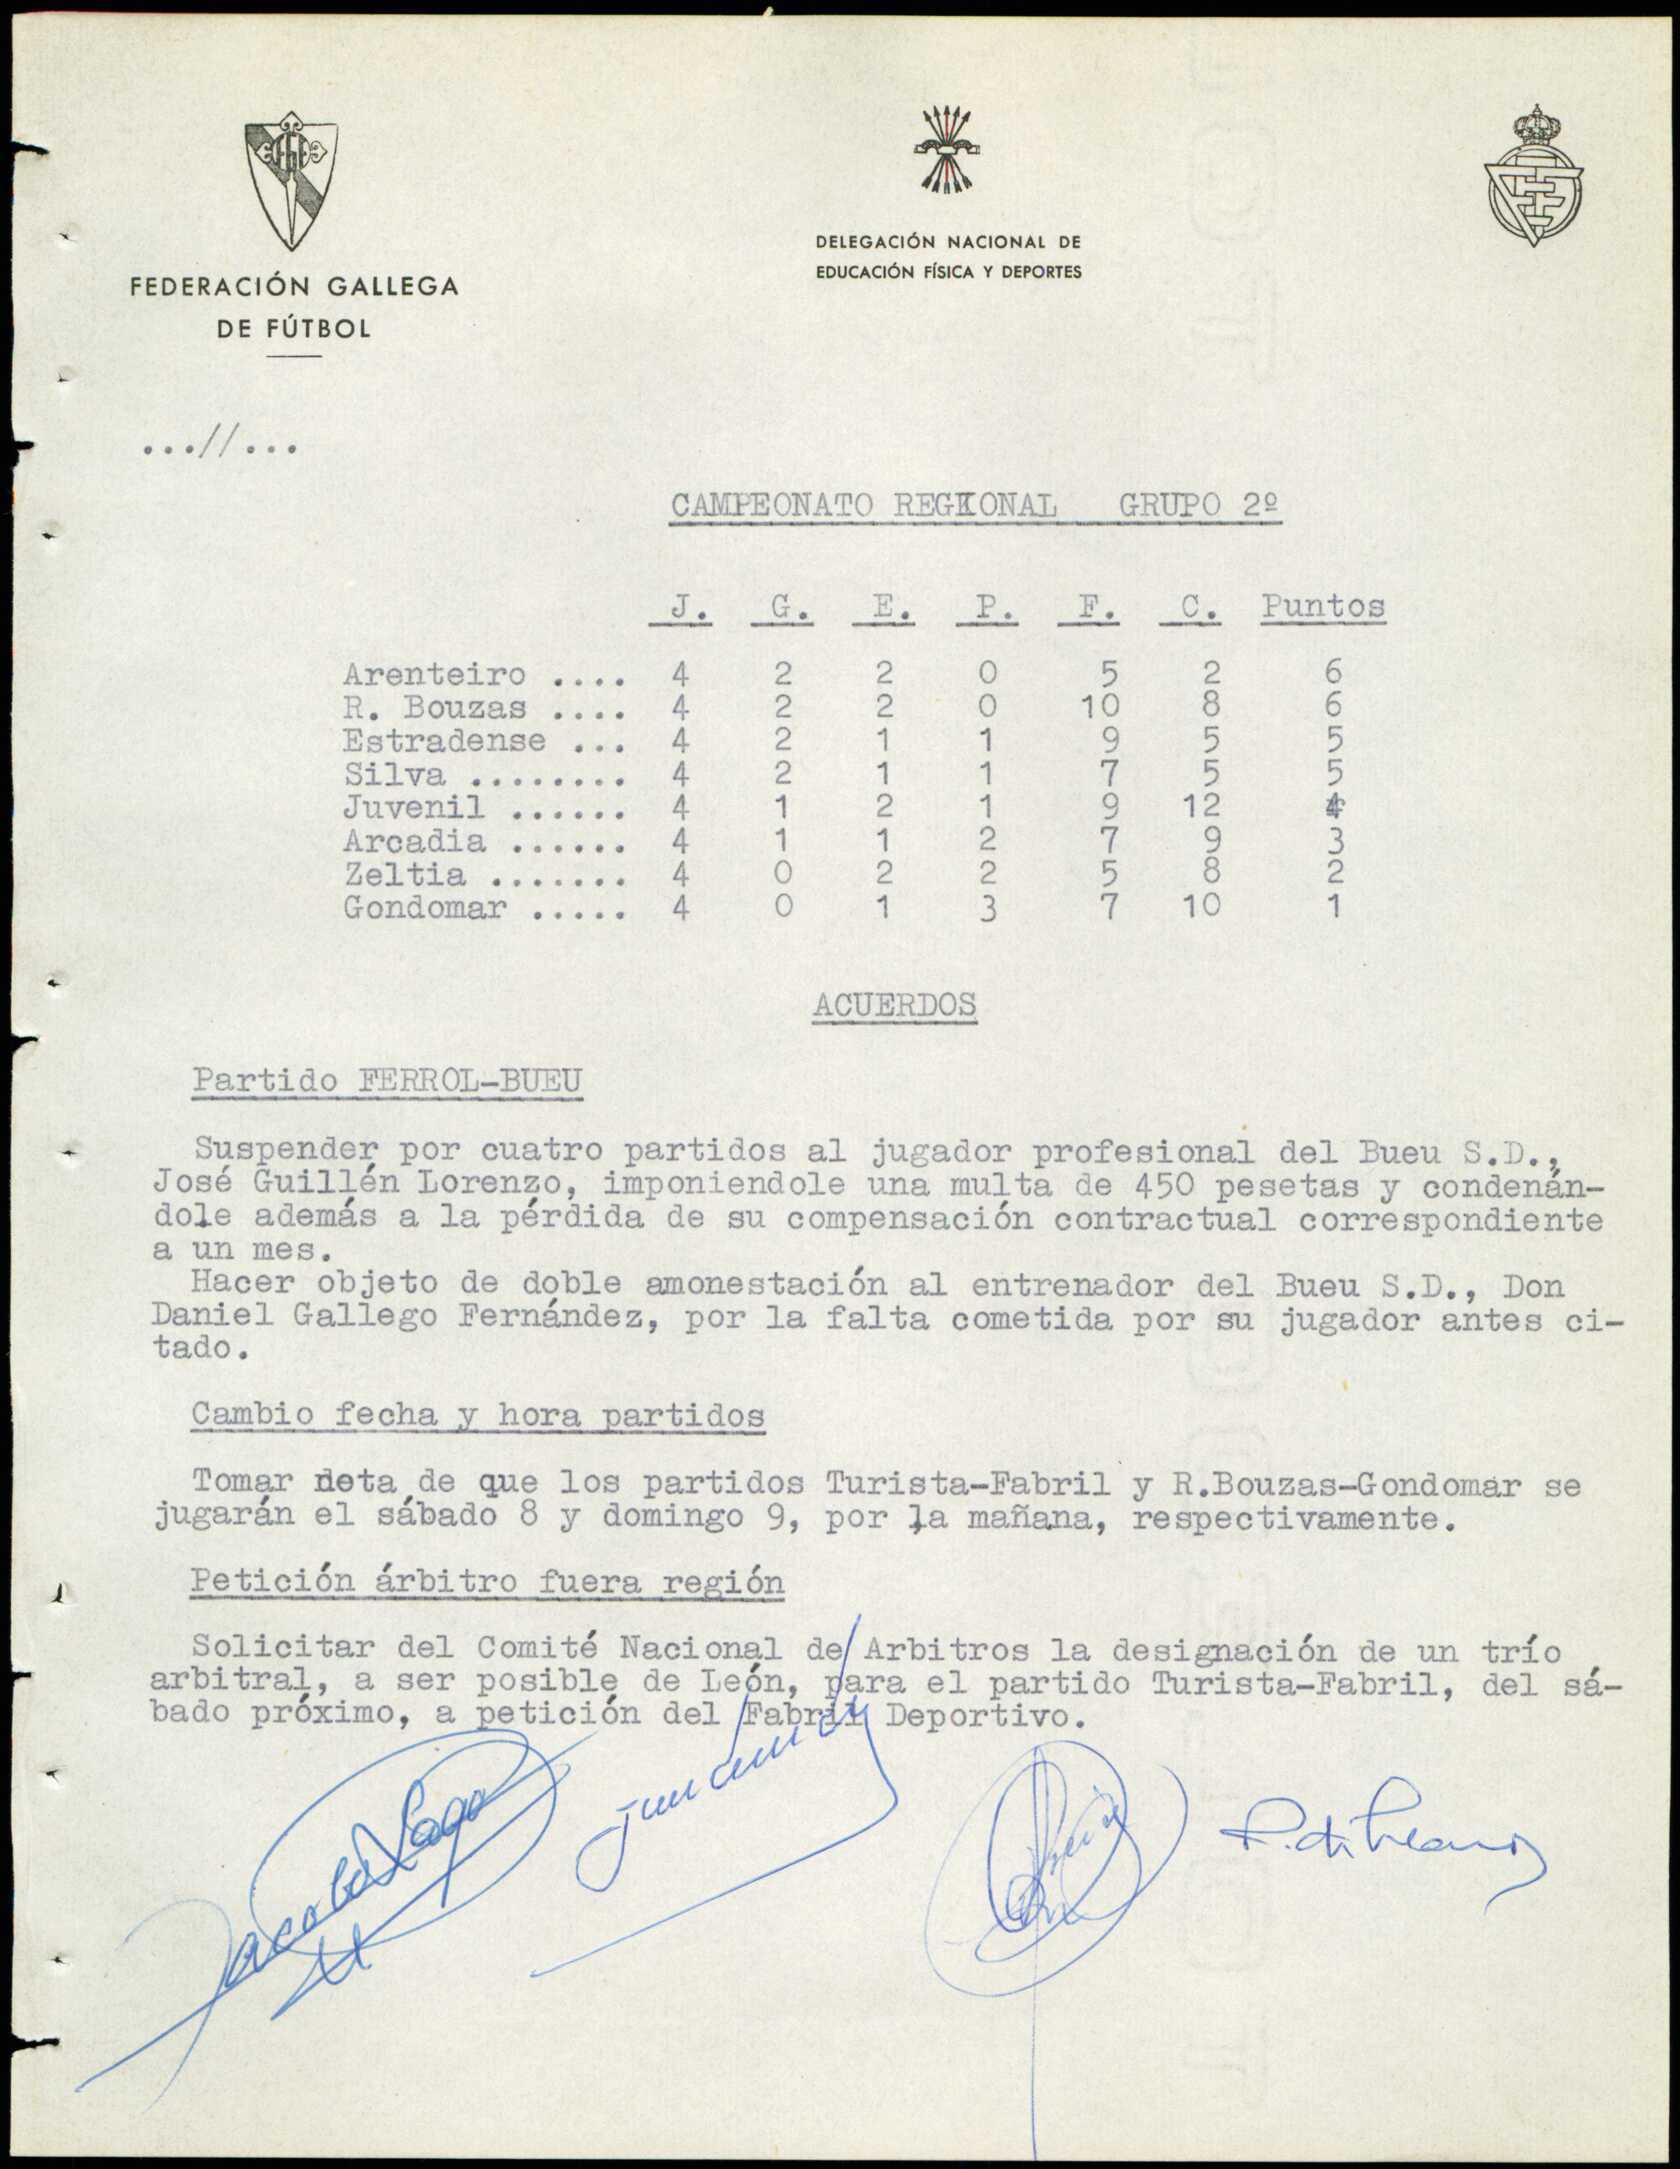 FEDERACIÓN GALLEGA
DE FÚTBOL
DELEGACIÓN NACIONAL DE
EDUCACIÓN FÍSICA Y DEPORTES
...//...
CAMPEONATO REGIONAL GRUPO 2º
J. G. E. P. F. C. Puntos
Arenteiro .... 4 2 2 0 5 2 6
R. Bouzas .... 4 2 2 0 10 8 6
Estradense ... 4 2 1 1 9 5 5
Silva ........ 4 2 1 1 7 5 5
Juvenil ...... 4 1 2 1 9 12 4
Arcadia ...... 4 1 1 2 7 9 3
Zeltia ....... 4 0 2 2 5 8 2
Gondomar ..... 4 0 1 3 7 10 1
ACUERDOS
Partido FERROL-BUEU
Suspender por cuatro partidos al jugador profesional del Bueu S.D.,
José Guillén Lorenzo, imponiendole una multa de 450 pesetas y condenán-
dole además a la pérdida de su compensación contractual correspondiente
a un mes.
Hacer objeto de doble amonestación al entrenador del Bueu S.D., Don
Daniel Gallego Fernández, por la falta cometida por su jugador antes ci-
tado.
Cambio fecha y hora partidos
Tomar nota de que los partidos Turista-Fabril y R.Bouzas-Gondomar se
jugarán el sábado 8 y domingo 9, por la mañana, respectivamente.
Petición árbitro fuera región
Solicitar del Comité Nacional de Arbitros la designación de un trío
arbitral, a ser posible de León, para el partido Turista-Fabril, del sá-
bado próximo, a petición del Fabril Deportivo.